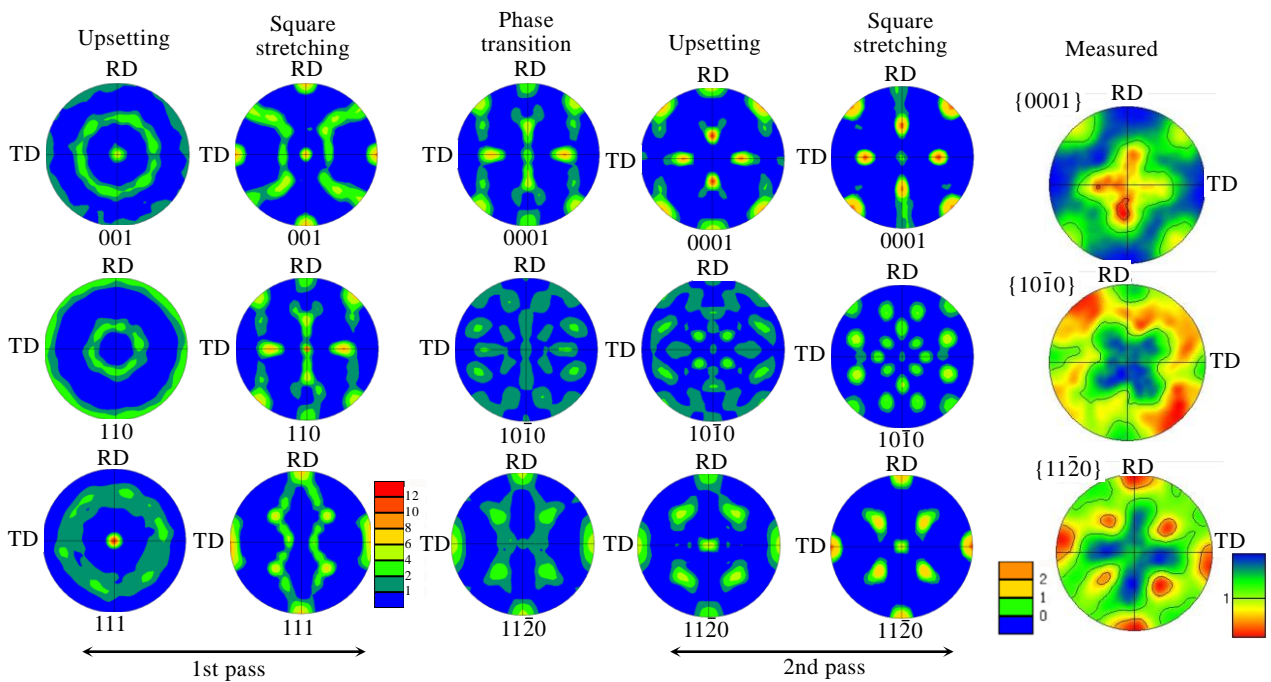 Upsetting
Square
stretching
Phase
transition
Upsetting
Square
stretching
Measured
RD
RD
RD
RD
RD
{0001} RD
TD
TD
TD
TD
TD
TD
001
001
0001
0001
0001
RD
RD
RD
RD
RD
{101̅0} RD
TD
TD
TD
TD
TD
TD
110
110
101̅0
101̅0
101̅0
RD
RD
RD
RD
RD
{112̅0} RD
TD
TD
TD
TD
TD
TD
12
10
8
6
4
2
1
2
1
0
1
111
111
112̅0
112̅0
112̅0
1st pass
2nd pass